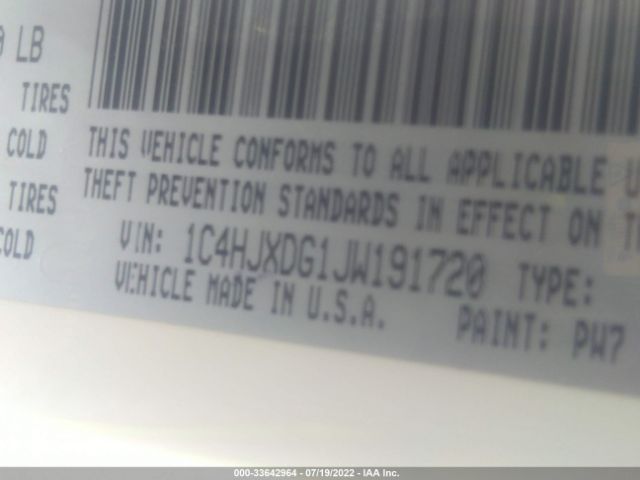 LB
TIRES
COLD
TIRES
COLD
THIS VEHICLE CONFORMS TO ALL APPLICABLE U
THEFT PREVENTION STANDARDS IN EFFECT ON
VIN: 1C4HJXDG1JW191720 TYPE:
VEHICLE MADE IN U.S.A.
PAINT: PW7
000-33642964 - 07/19/2022 - IAA Inc.